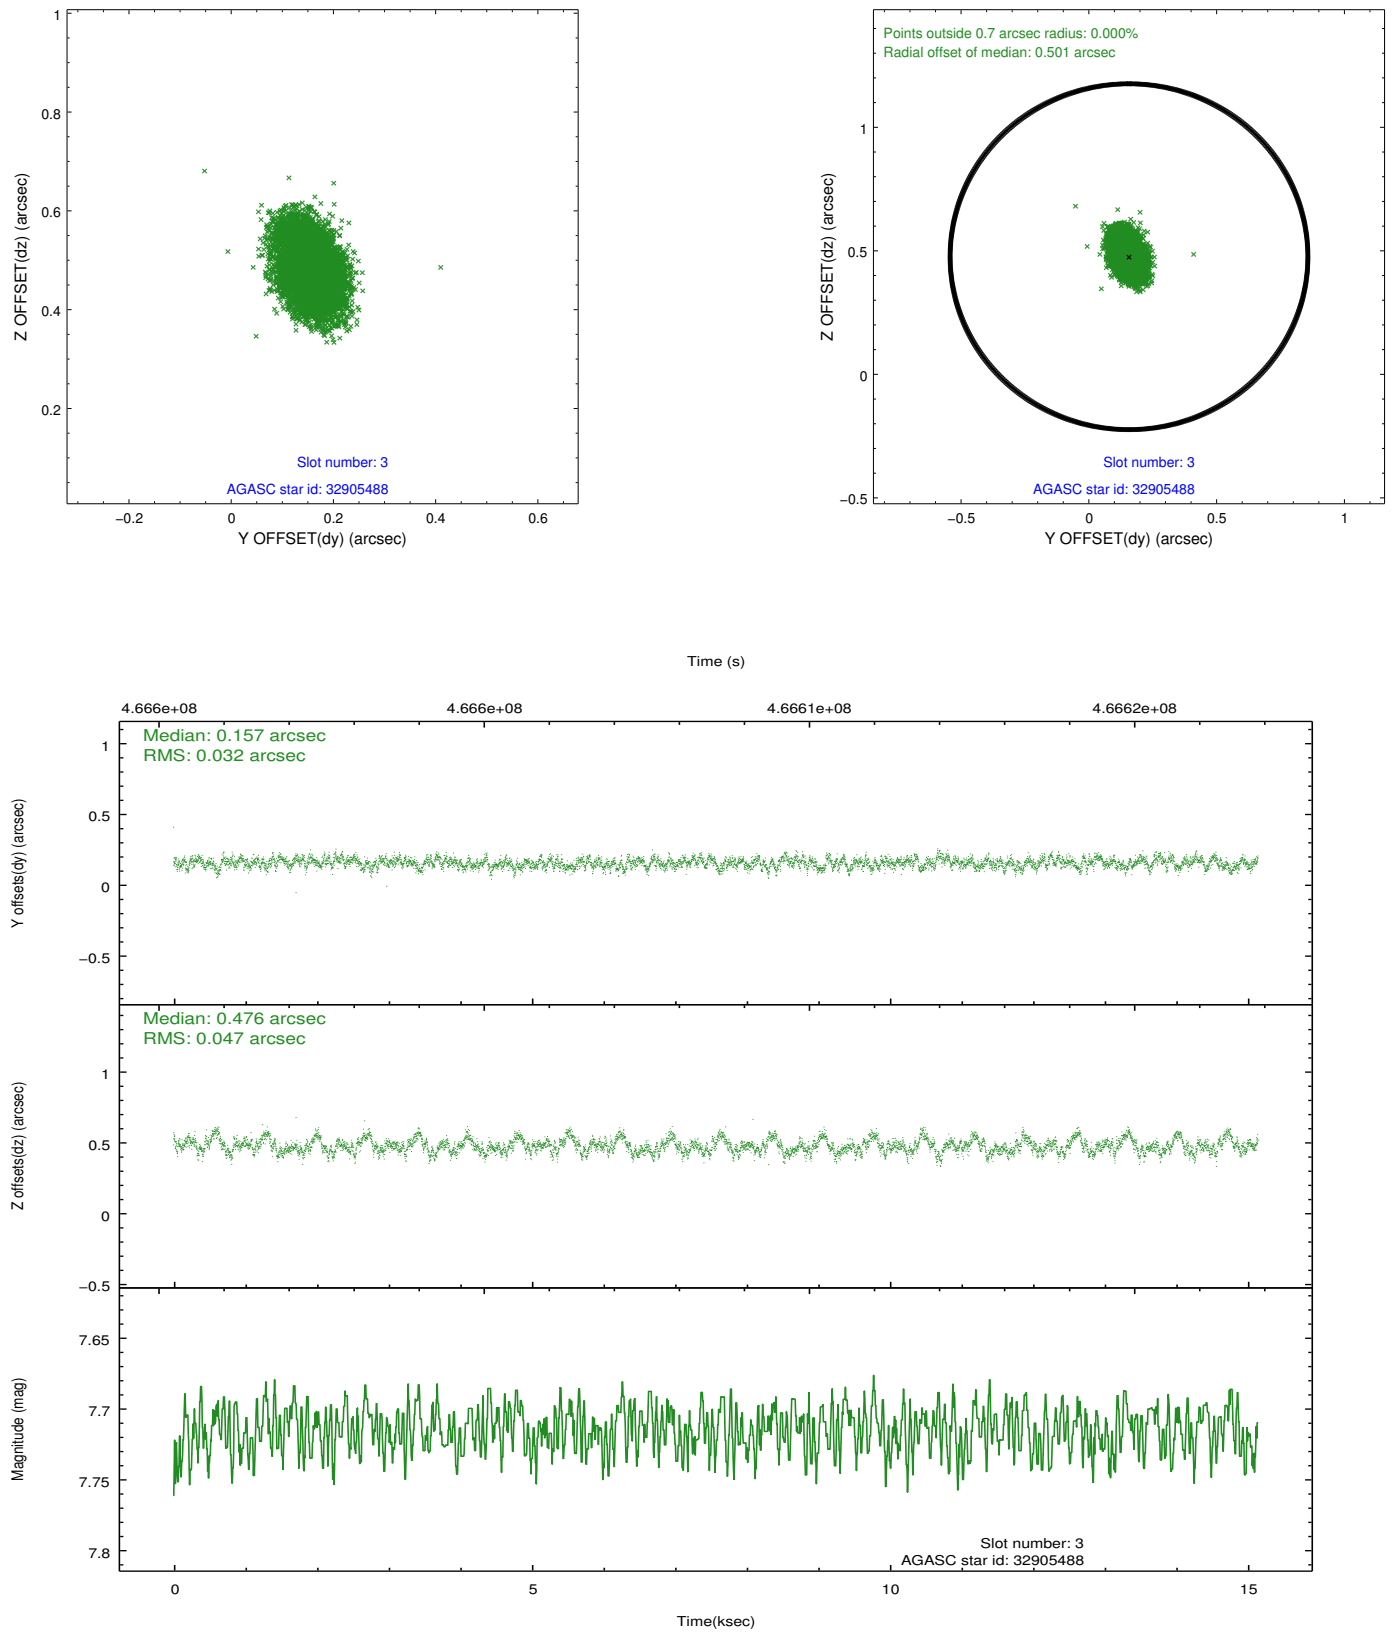 1
0.8
0.6
0.4
0.2
Z OFFSET(dz) (arcsec)
Slot number: 3
AGASC star id: 32905488
−0.2 0 0.2 0.4 0.6
Y OFFSET(dy) (arcsec)
Points outside 0.7 arcsec radius: 0.000%
Radial offset of median: 0.501 arcsec
1
0.5
0
−0.5
Z OFFSET(dz) (arcsec)
Slot number: 3
AGASC star id: 32905488
−0.5 0 0.5 1
Y OFFSET(dy) (arcsec)
Time (s)
4.666e+08 4.666e+08 4.6661e+08 4.6662e+08
Median: 0.157 arcsec
RMS: 0.032 arcsec
1
0.5
0
−0.5
Y offsets(dy) (arcsec)
Median: 0.476 arcsec
RMS: 0.047 arcsec
1
0.5
0
−0.5
Z offsets(dz) (arcsec)
7.65
7.7
7.75
7.8
Magnitude (mag)
Slot number: 3
AGASC star id: 32905488
0 5 10 15
Time(ksec)